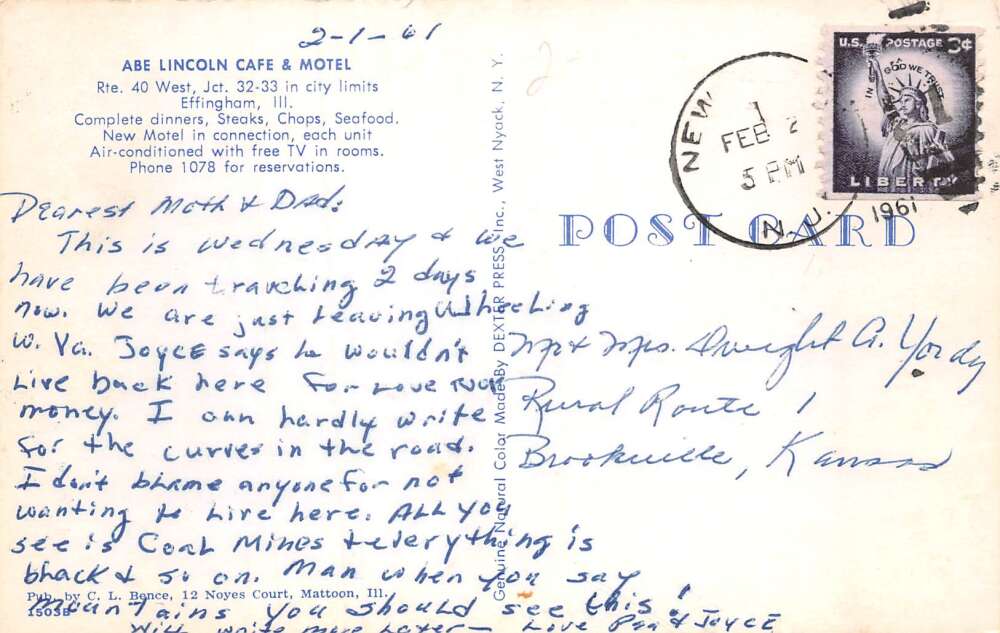 2-1-61
ABE LINCOLN CAFE & MOTEL
Rte. 40 West, Jct. 32-33 in city limits
Effingham, Ill.
Complete dinners, Steaks, Chops, Seafood.
New Motel in connection, each unit
Air-conditioned with free TV in rooms.
Phone 1078 for reservations.
Dearest Moth & Dad:
This is wednesday & we
have been traveling 2 days
now. We are just Leaving Wheeling
W. Va. Joyce says he wouldn't
Live back here for love nor
money. I can hardly write
for the curves in the road.
I don't blame anyone for not
wanting to Live here. ALL you
see is Coal Mines & everything is
black & so on. Man when you say
mountains you should see this!
Will write more Later— Love & Joyce
Pub. by C. L. Bence, 12 Noyes Court, Mattoon, Ill.
1503B
Genuine Natural Color Made By DEXTER PRESS, Inc., West Nyack, N. Y.
POST CARD
NEW
FEB 2
5 PM
N.J.
1961
U.S. POSTAGE 3¢
IN GOD WE TRUST
LIBERTY
Mr & Mrs. Dwight A. Yordy
Rural Route 1
Brookville, Kansas